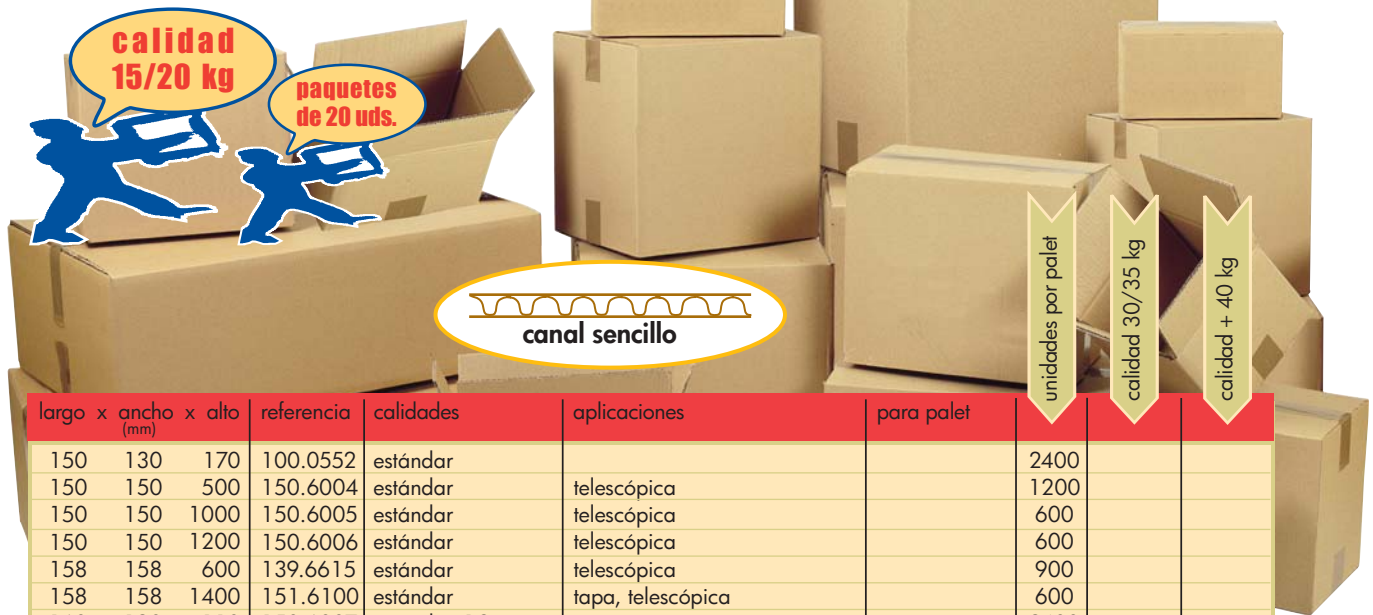 calidad
15/20 kg
paquetes
de 20 uds.
canal sencillo
unidades por palet
calidad 30/35 kg
calidad + 40 kg
largo x ancho x alto referencia calidades aplicaciones para palet
(mm)
150 130 170 100.0552 estándar 2400
150 150 500 150.6004 estándar telescópica 1200
150 150 1000 150.6005 estándar telescópica 600
150 150 1200 150.6006 estándar telescópica 600
158 158 600 139.6615 estándar telescópica 900
158 158 1400 151.6100 estándar tapa, telescópica 600